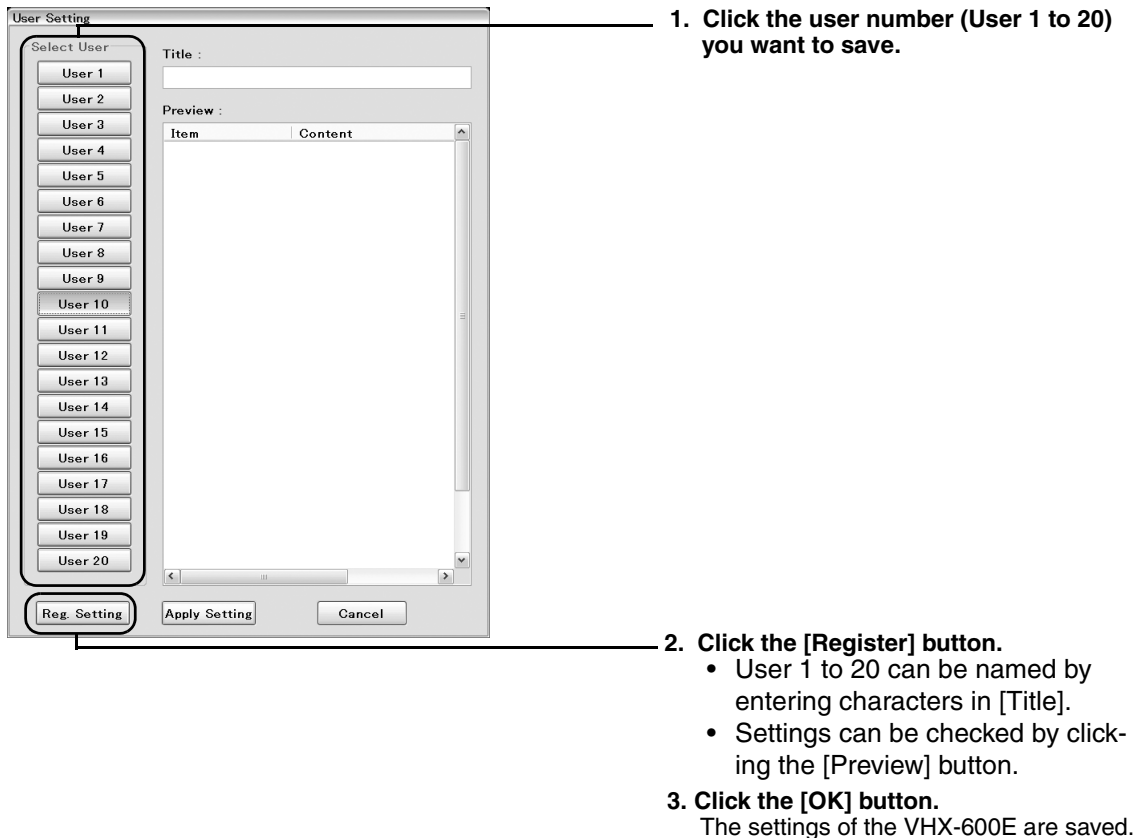 User Setting
Select User
User 1
User 2
User 3
User 4
User 5
User 6
User 7
User 8
User 9
User 10
User 11
User 12
User 13
User 14
User 15
User 16
User 17
User 18
User 19
User 20
Title :
Preview :
Item Content
Reg. Setting Apply Setting Cancel
1. Click the user number (User 1 to 20)
you want to save.
2. Click the [Register] button.
• User 1 to 20 can be named by
entering characters in [Title].
• Settings can be checked by click-
ing the [Preview] button.
3. Click the [OK] button.
The settings of the VHX-600E are saved.